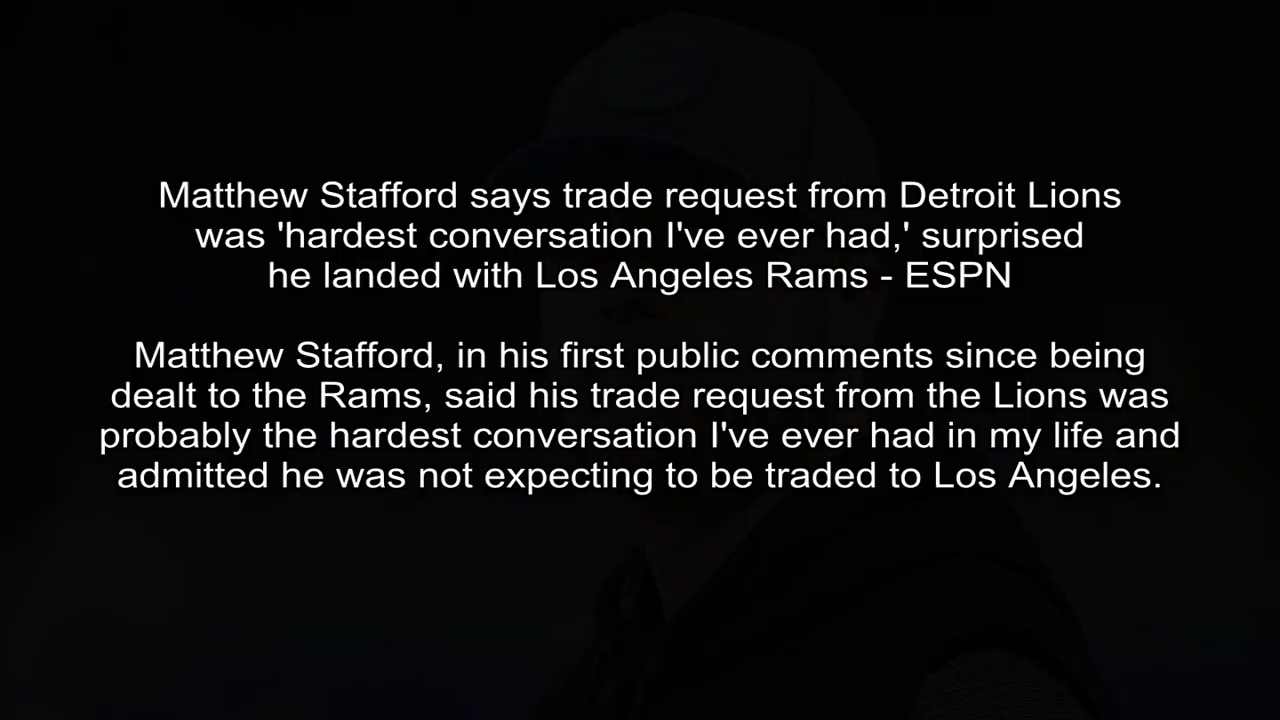 Matthew Stafford says trade request from Detroit Lions
was 'hardest conversation I've ever had,' surprised
he landed with Los Angeles Rams - ESPN
Matthew Stafford, in his first public comments since being
dealt to the Rams, said his trade request from the Lions was
probably the hardest conversation I've ever had in my life and
admitted he was not expecting to be traded to Los Angeles.